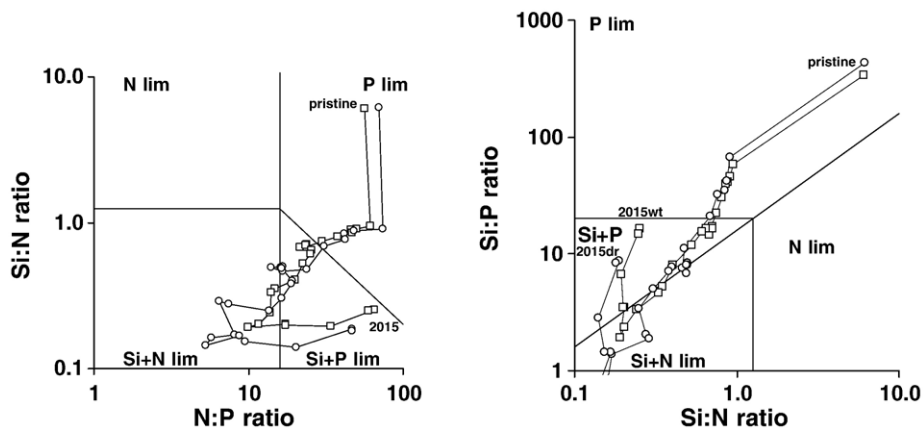 N lim
P lim
pristine
2015
Si+N lim
Si+P lim
10.0
1.0
0.1
1
10
100
Si:N ratio
N:P ratio
P lim
pristine
2015wt
Si+P
2015dr
N lim
Si+N lim
1000
100
10
1
0.1
1.0
10.0
Si:P ratio
Si:N ratio